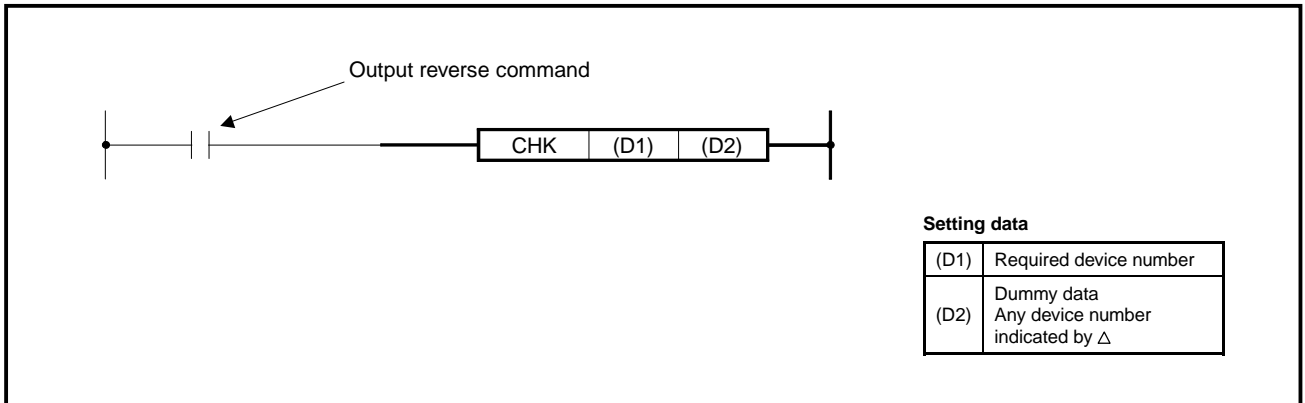 Output reverse command
CHK (D1) (D2)
Setting data
(D1) Required device number
(D2) Dummy data
Any device number
indicated by △